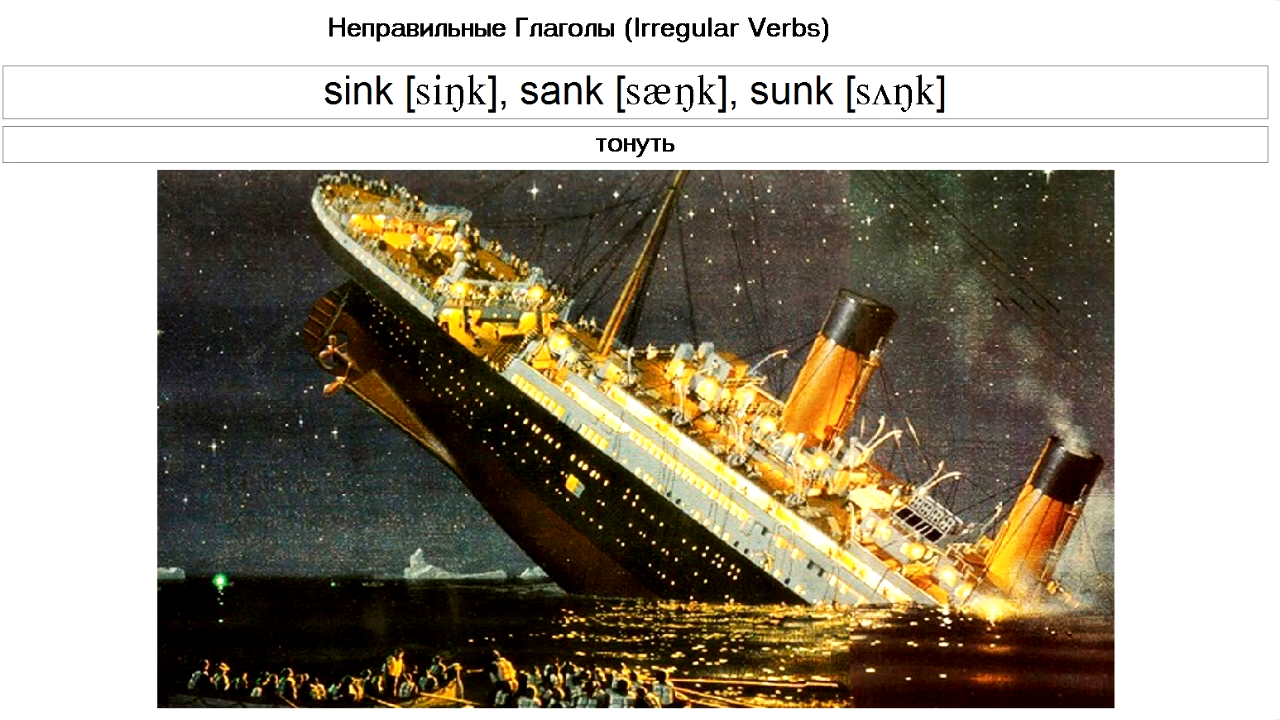 Неправильные Глаголы (Irregular Verbs)
sink [siŋk], sank [sæŋk], sunk [sʌŋk]
тонуть